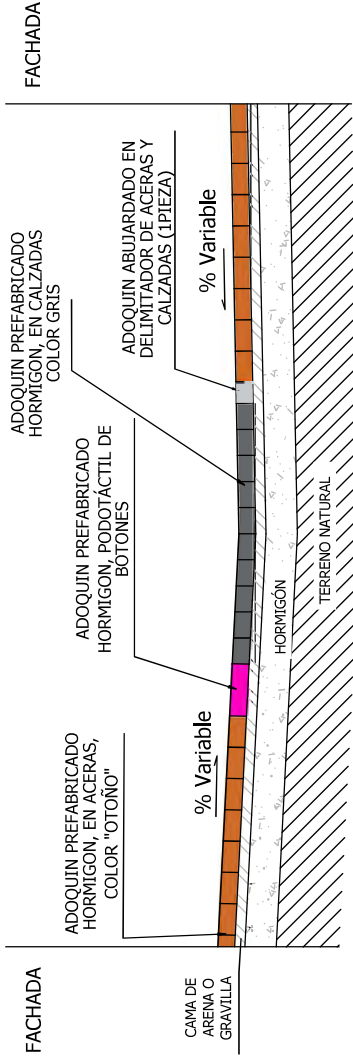 FACHADA
CAMA DE
ARENA O
GRAVILLA
ADOQUIN PREFABRICADO
HORMIGON, EN ACERAS,
COLOR "OTOÑO"
% Variable
ADOQUIN PREFABRICADO
HORMIGON, PODOTÁCTIL DE
BOTONES
ADOQUIN PREFABRICADO
HORMIGON, EN CALZADAS
COLOR GRIS
ADOQUIN ABUJARDADO EN
DELIMITADOR DE ACERAS Y
CALZADAS (1PIEZA)
% Variable
HORMIGÓN
TERRENO NATURAL
FACHADA